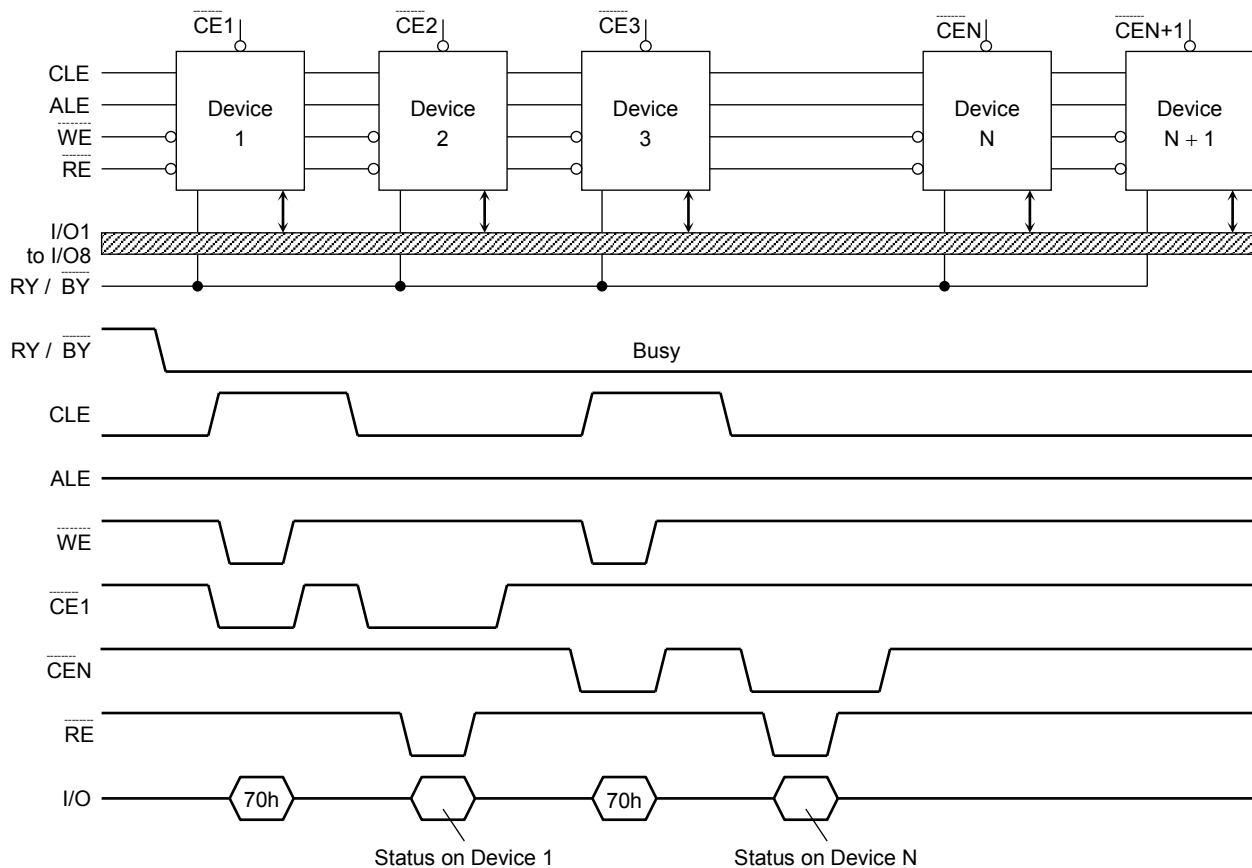 CE1 CE2 CE3 CEN CEN+1
CLE
ALE
WE
RE
Device 1
Device 2
Device 3
Device N
Device N + 1
I/O1
to I/O8
RY / BY
RY / BY
Busy
CLE
ALE
WE
CE1
CEN
RE
I/O
70h
70h
Status on Device 1
Status on Device N